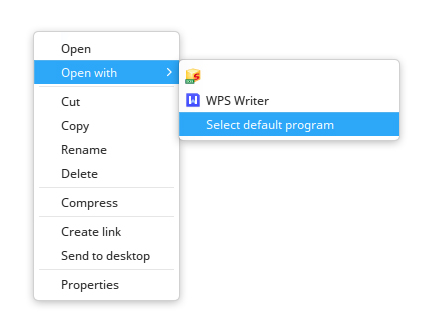 Open
Open with
Cut
Copy
Rename
Delete
Compress
Create link
Send to desktop
Properties
WPS Writer
Select default program